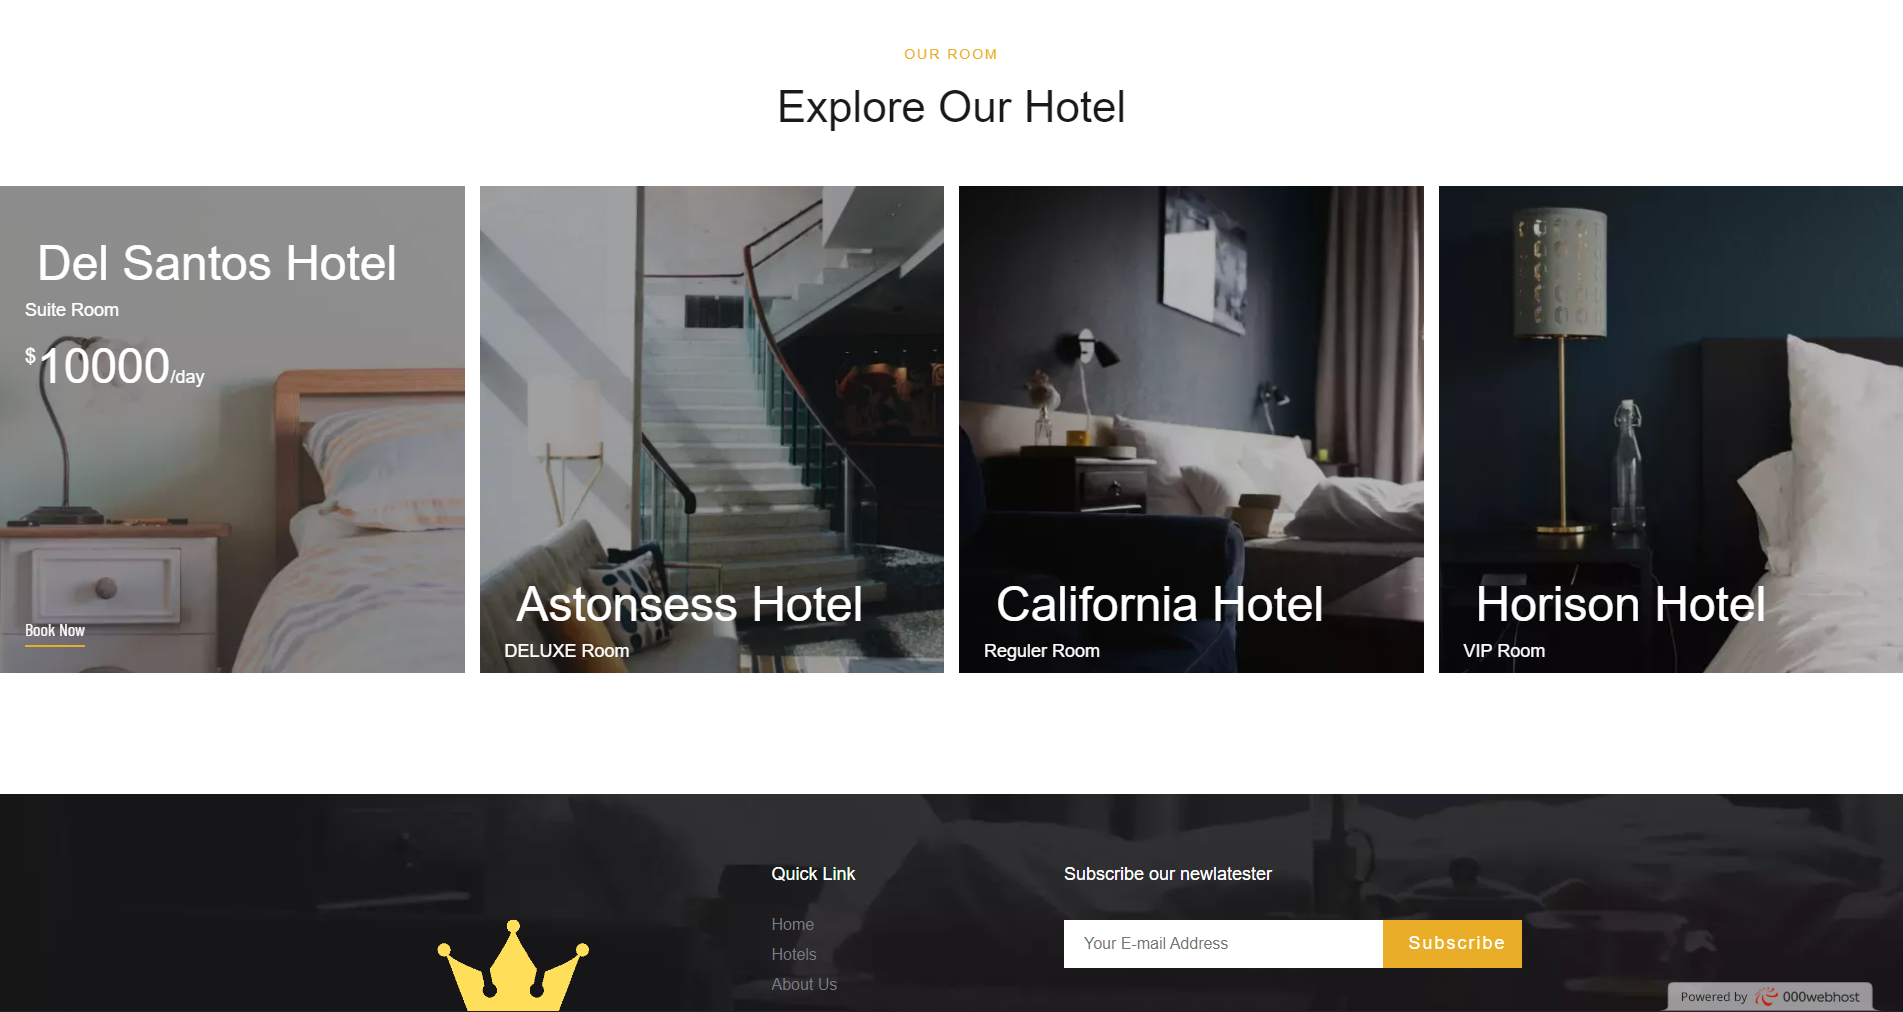 OUR ROOM
Explore Our Hotel
Del Santos Hotel
Suite Room
$10000/day
Book Now
Astonsess Hotel
DELUXE Room
California Hotel
Reguler Room
Horison Hotel
VIP Room
Quick Link
Home
Hotels
About Us
Subscribe our newlatester
Your E-mail Address
Subscribe
Powered by 000webhost